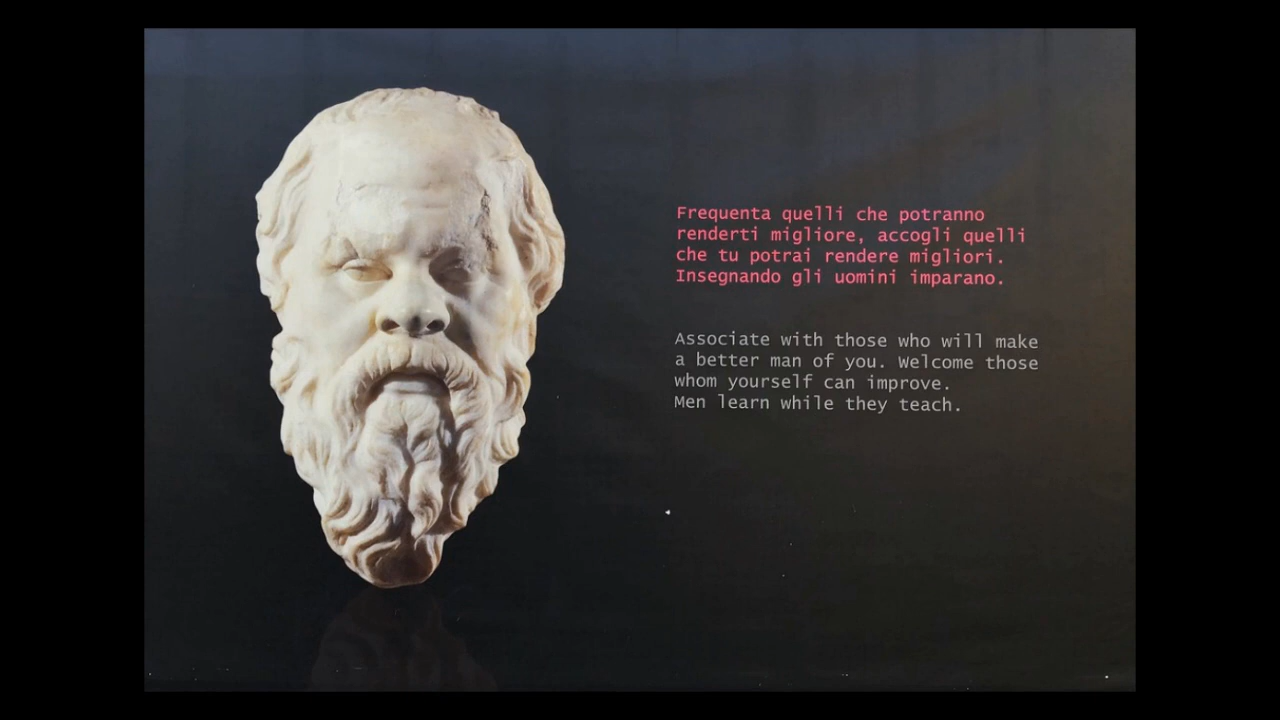 Frequenta quelli che potranno
renderti migliore, accogli quelli
che tu potrai rendere migliori.
Insegnando gli uomini imparano.
Associate with those who will make
a better man of you. Welcome those
whom yourself can improve.
Men learn while they teach.